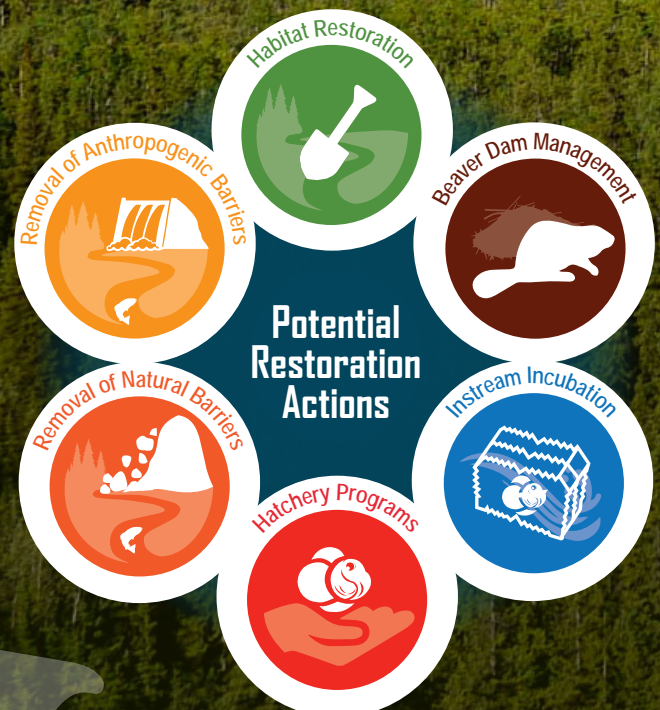 Habitat Restoration
Removal of Anthropogenic Barriers
Beaver Dam Management
Potential
Restoration
Actions
Removal of Natural Barriers
Instream Incubation
Hatchery Programs